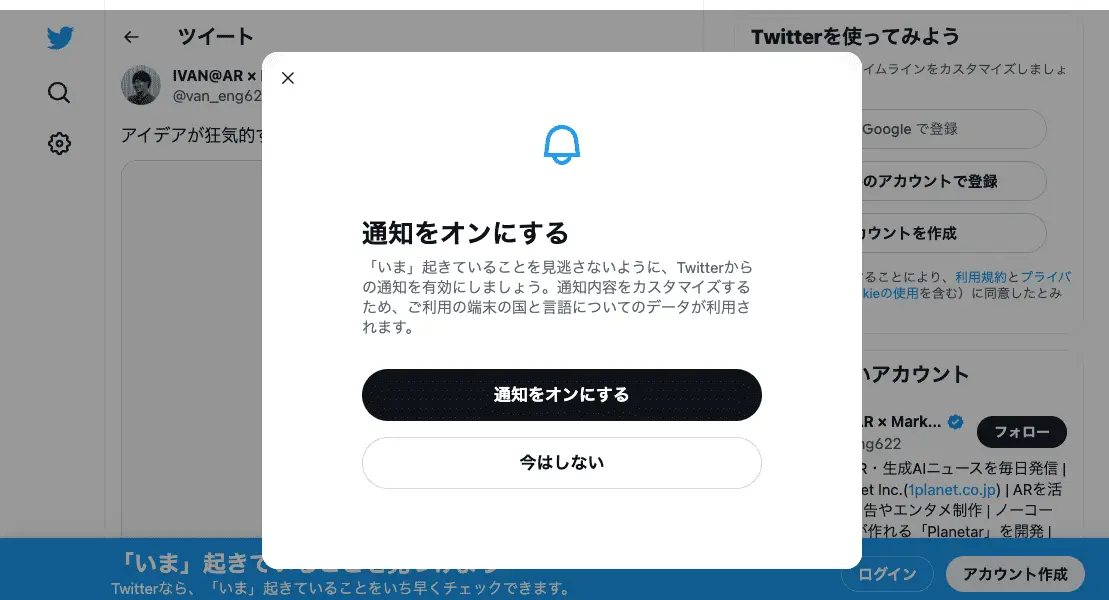 ツイート
IVAN@AR ×
@van_eng62
アイデアが狂気的
通知をオンにする
「いま」起きていることを見逃さないように、Twitterから
の通知を有効にしましょう。通知内容をカスタマイズする
ため、ご利用の端末の国と言語についてのデータが利用さ
れます。
通知をオンにする
今はしない
Twitterを使ってみよう
イムラインをカスタマイズしましょ
Google で登録
のアカウントで登録
カウントを作成
ることにより、利用規約とプライバ
kieの使用を含む）に同意したとみ
いアカウント
R × Mark...
フォロー
ng622
R・生成AIニュースを毎日発信 |
et Inc.(1planet.co.jp) | ARを活
告やエンタメ制作 | ノーコー
が作れる「Planetar」を開発 |
「いま」起き
Twitterなら、「いま」起きていることをいち早くチェックできます。
ログイン
アカウント作成